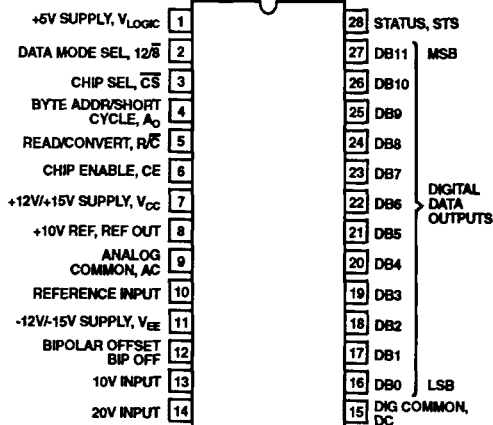 +5V SUPPLY, VLOGIC 1
28 STATUS, STS
DATA MODE SEL, 12/8̅ 2
27 DB11 MSB
CHIP SEL, C̅S̅ 3
26 DB10
BYTE ADDR/SHORT
CYCLE, AO 4
25 DB9
READ/CONVERT, R/C̅ 5
24 DB8
CHIP ENABLE, CE 6
23 DB7
+12V/+15V SUPPLY, VCC 7
22 DB6
DIGITAL
DATA
OUTPUTS
+10V REF, REF OUT 8
21 DB5
ANALOG
COMMON, AC 9
20 DB4
REFERENCE INPUT 10
19 DB3
-12V/-15V SUPPLY, VEE 11
18 DB2
BIPOLAR OFFSET
BIP OFF 12
17 DB1
10V INPUT 13
16 DB0 LSB
20V INPUT 14
15 DIG COMMON,
DC